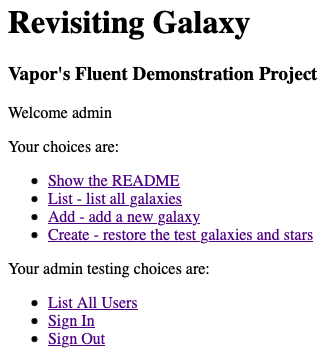 Revisiting Galaxy
Vapor's Fluent Demonstration Project
Welcome admin
Your choices are:
Show the README
List - list all galaxies
Add - add a new galaxy
Create - restore the test galaxies and stars
Your admin testing choices are:
List All Users
Sign In
Sign Out